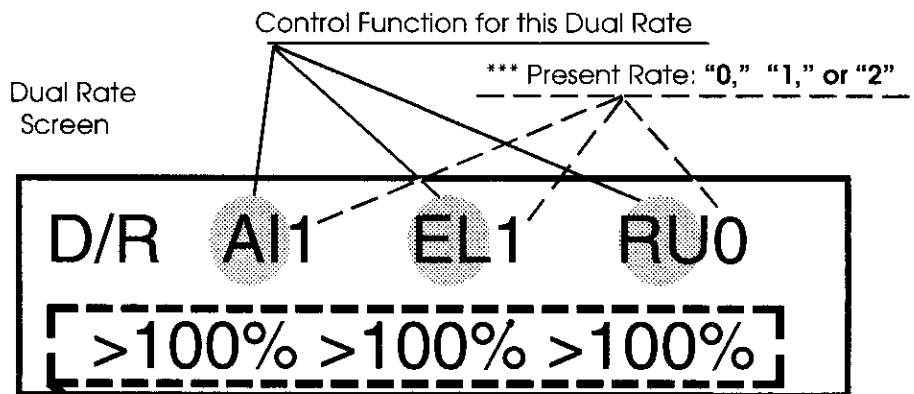 Control Function for this Dual Rate
*** Present Rate: “0,” “1,” or “2”
Dual Rate
Screen
D/R AI1 EL1 RU0
>100% >100% >100%